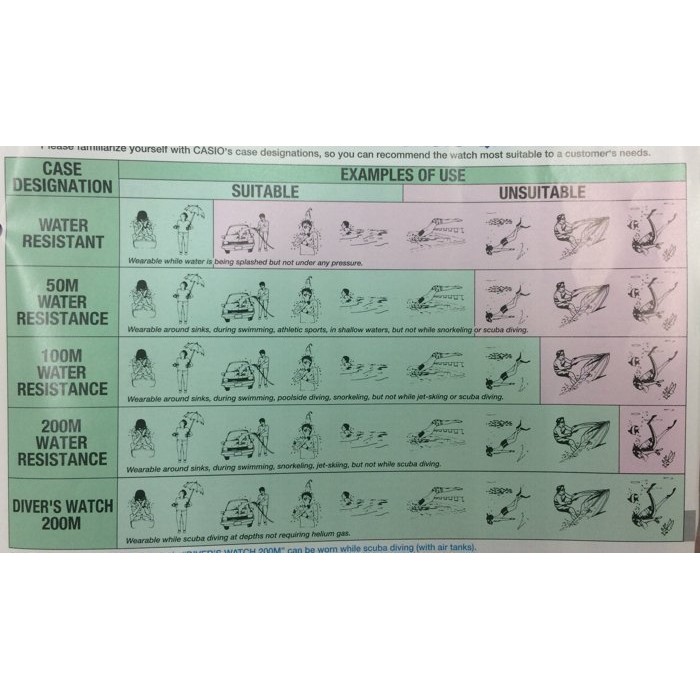 Please familiarize yourself with CASIO's case designations, so you can recommend the watch most suitable to a customer's needs.
CASE
DESIGNATION
EXAMPLES OF USE
SUITABLE
UNSUITABLE
WATER
RESISTANT
Wearable while water is being splashed but not under any pressure.
50M
WATER
RESISTANCE
Wearable around sinks, during swimming, athletic sports, in shallow waters, but not while snorkeling or scuba diving.
100M
WATER
RESISTANCE
Wearable around sinks, during swimming, poolside diving, snorkeling, but not while jet-skiing or scuba diving.
200M
WATER
RESISTANCE
Wearable around sinks, during swimming, snorkeling, jet-skiing, but not while scuba diving.
DIVER'S WATCH
200M
Wearable while scuba diving at depths not requiring helium gas.
"DIVER'S WATCH 200M" can be worn while scuba diving (with air tanks).